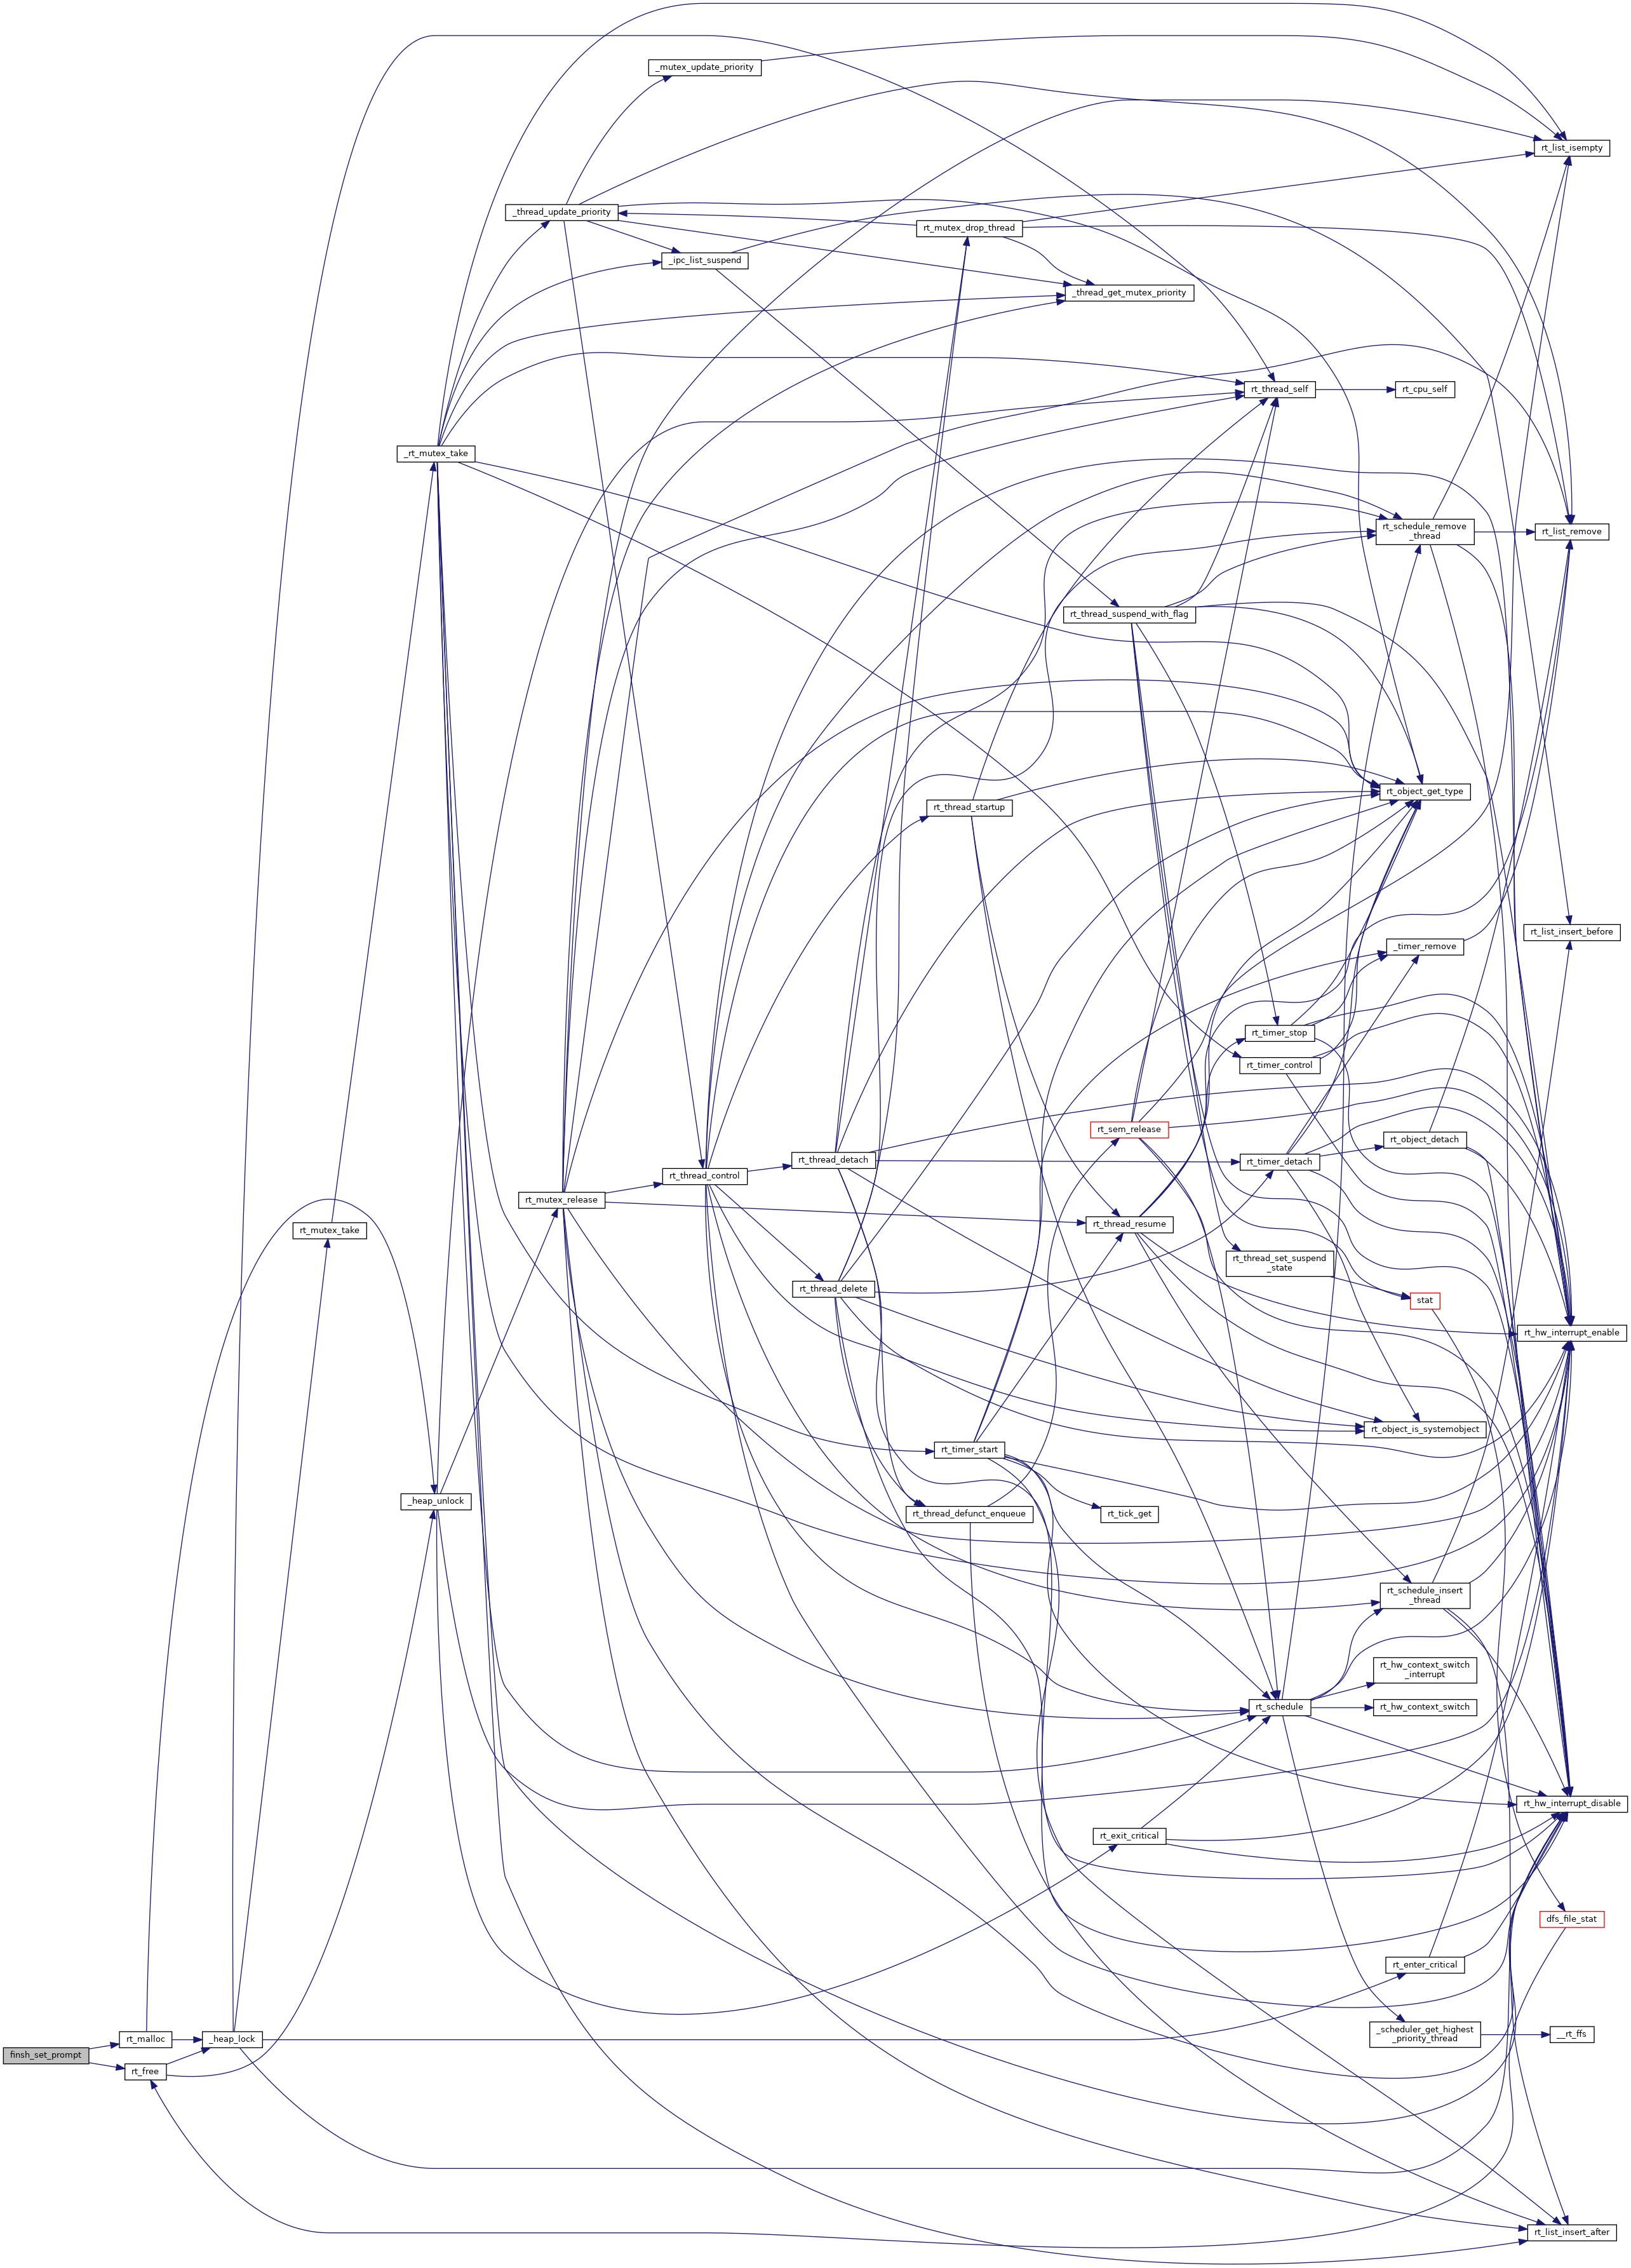 _mutex_update_priority
rt_list_isempty
_thread_update_priority
rt_mutex_drop_thread
_ipc_list_suspend
_thread_get_mutex_priority
rt_thread_self
rt_cpu_self
_rt_mutex_take
rt_schedule_remove
_thread
rt_list_remove
rt_thread_suspend_with_flag
rt_object_get_type
rt_thread_startup
rt_list_insert_before
_timer_remove
rt_timer_stop
rt_timer_control
rt_sem_release
rt_object_detach
rt_thread_detach
rt_timer_detach
rt_thread_control
rt_mutex_release
rt_thread_resume
rt_mutex_take
rt_thread_set_suspend
_state
rt_thread_delete
stat
rt_hw_interrupt_enable
rt_object_is_systemobject
rt_timer_start
_heap_unlock
rt_thread_defunct_enqueue
rt_tick_get
rt_schedule_insert
_thread
rt_hw_context_switch
_interrupt
rt_schedule
rt_hw_context_switch
rt_hw_interrupt_disable
rt_exit_critical
dfs_file_stat
rt_enter_critical
_scheduler_get_highest
_priority_thread
__rt_ffs
rt_malloc
_heap_lock
finsh_set_prompt
rt_free
rt_list_insert_after